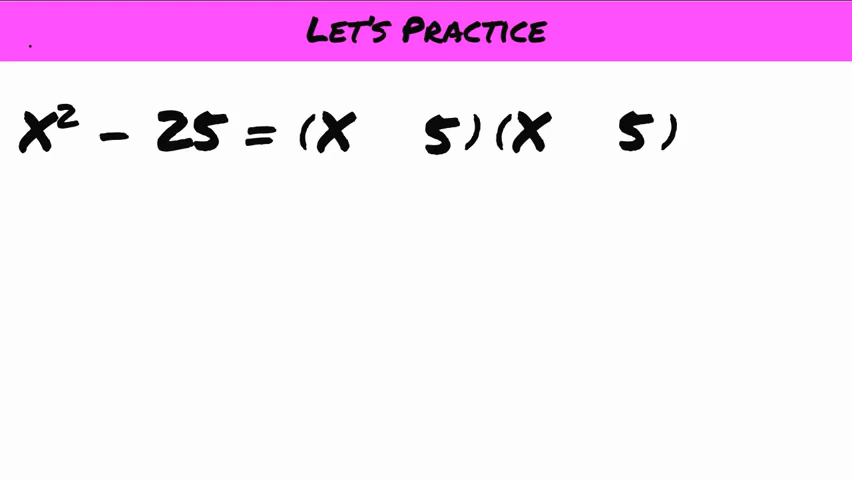 Let's Practice
X² - 25 = (X 5)(X 5)